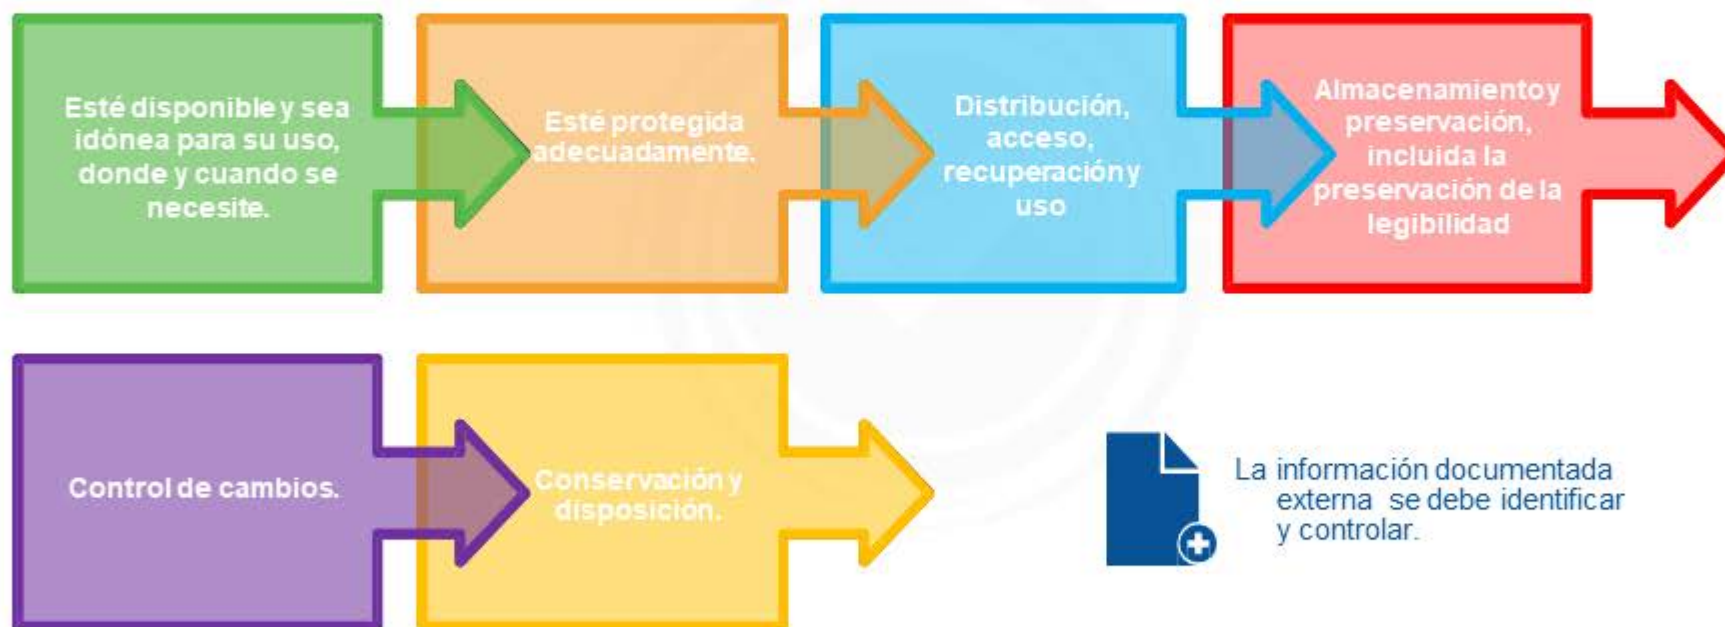 Esté disponible y sea
idónea para su uso,
donde y cuando se
necesite.
Esté protegida
adecuadamente.
Distribución,
acceso,
recuperación y
uso
Almacenamiento y
preservación,
incluida la
preservación de la
legibilidad
Control de cambios.
Conservación y
disposición.
La información documentada
externa se debe identificar
y controlar.